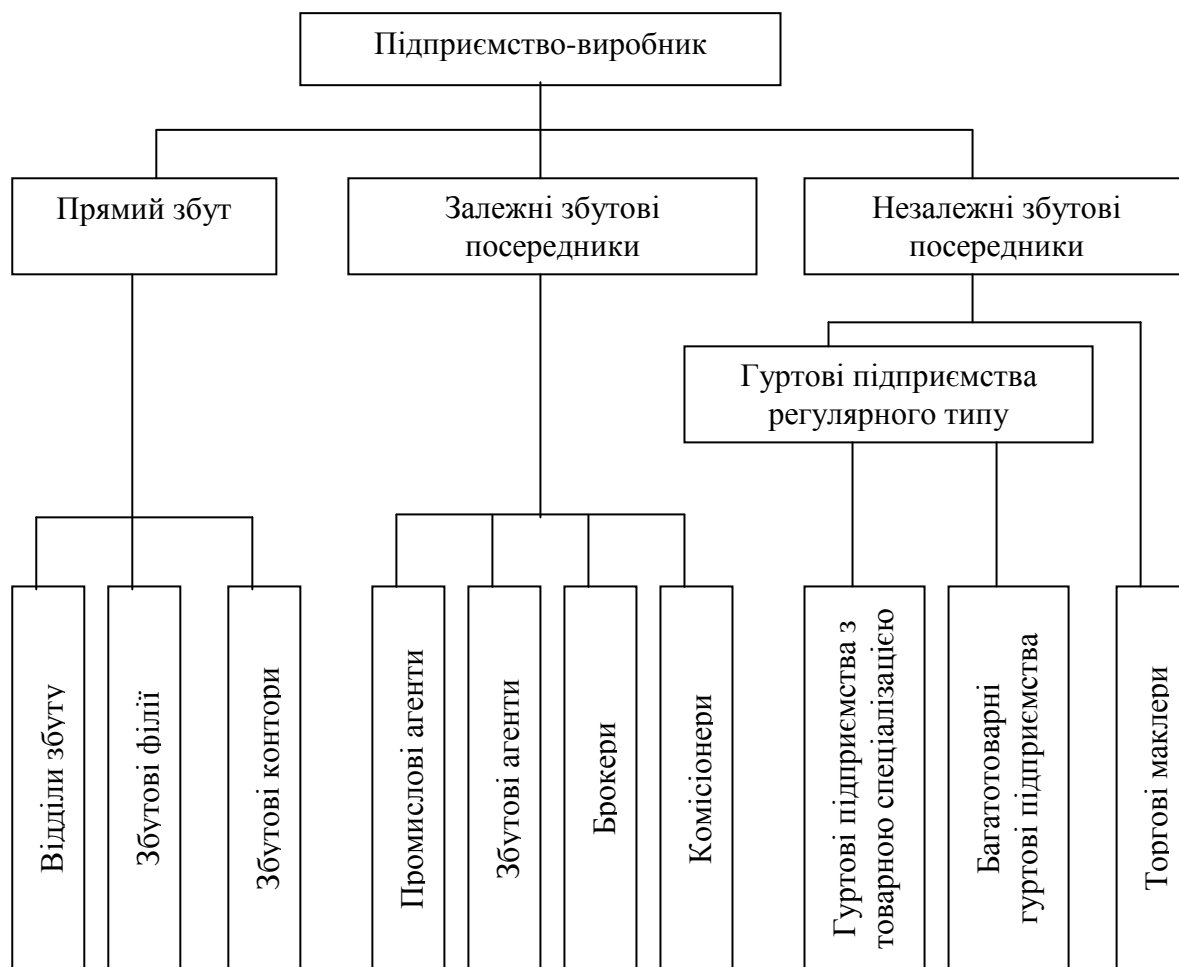 Підприємство-виробник
Прямий збут
Залежні збутові
посередники
Незалежні збутові
посередники
Гуртові підприємства
регулярного типу
Відділи збуту
Збутові філії
Збутові контори
Промислові агенти
Збутові агенти
Брокери
Комісіонери
Гуртові підприємства з
товарною спеціалізацією
Багатотоварні
гуртові підприємства
Торгові маклери